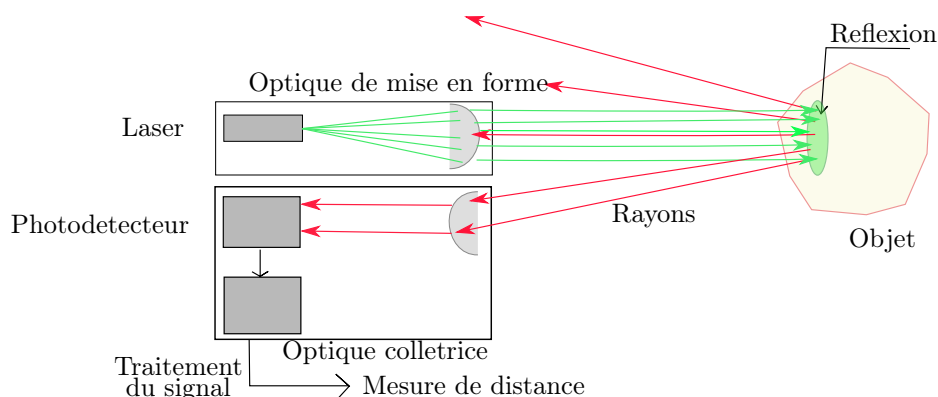 Reflexion
Optique de mise en forme
Laser
Photodetecteur
Rayons
Objet
Optique colletrice
Traitement
du signal
Mesure de distance